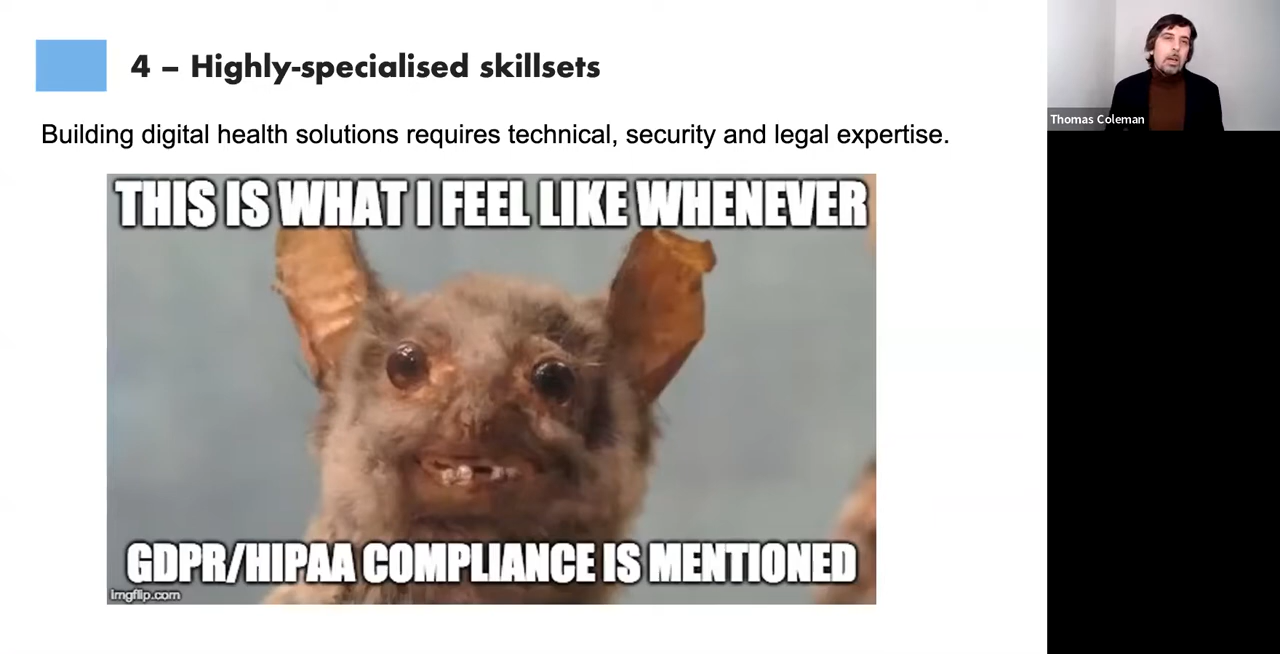 4 – Highly-specialised skillsets
Building digital health solutions requires technical, security and legal expertise.
THIS IS WHAT I FEEL LIKE WHENEVER
GDPR/HIPAA COMPLIANCE IS MENTIONED
imgflip.com
Thomas Coleman